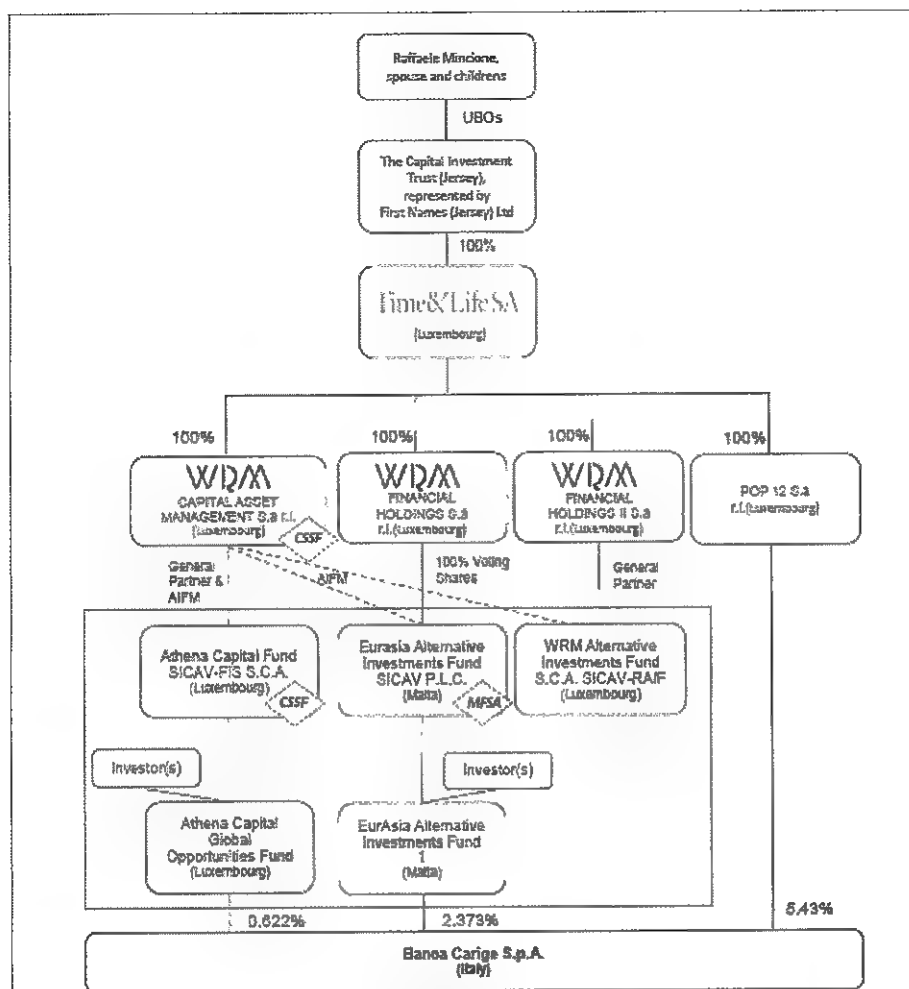 Raffaele Mincione,
spouse and childrens
UBOs
The Capital Investment
Trust (Jersey),
represented by
First Names (Jersey) Ltd
100%
Time&LifeSA
(Luxembourg)
100%
100%
100%
100%
WRM
CAPITAL ASSET
MANAGEMENT S.a r.l.
(Luxembourg)
CSSF
WRM
FINANCIAL
HOLDINGS S.a
r.l.(Luxembourg)
WRM
FINANCIAL
HOLDINGS II S.a
r.l.(Luxembourg)
POP 12 S.a
r.l.(Luxembourg)
General
Partner &
AIFM
AIFM
100% Voting
Shares
General
Partner
Athena Capital Fund
SICAV-FIS S.C.A.
(Luxembourg)
CSSF
Eurasia Alternative
Investments Fund
SICAV P.L.C.
(Malta)
MFSA
WRM Alternative
Investments Fund
S.C.A. SICAV-RAIF
(Luxembourg)
Investor(s)
Investor(s)
Athena Capital
Global
Opportunities Fund
(Luxembourg)
EurAsia Alternative
Investments Fund
1
(Malta)
0.622%
2.373%
5.43%
Banca Carige S.p.A.
(Italy)